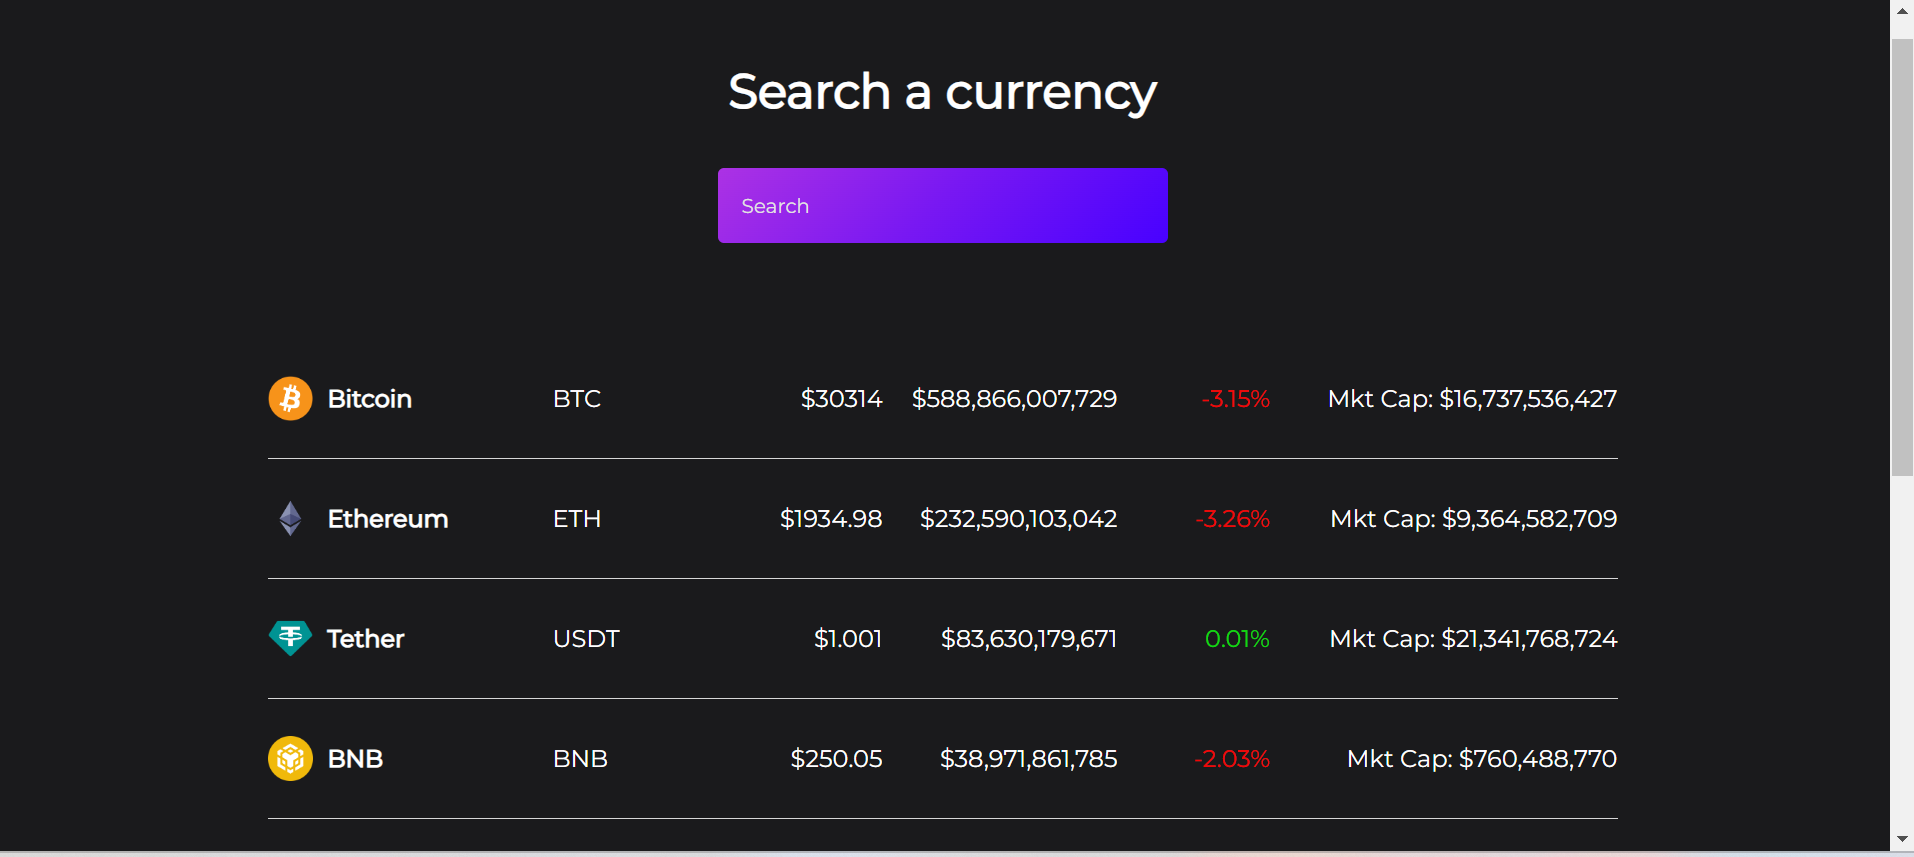 Search a currency
Search
Bitcoin BTC $30314 $588,866,007,729 -3.15% Mkt Cap: $16,737,536,427
Ethereum ETH $1934.98 $232,590,103,042 -3.26% Mkt Cap: $9,364,582,709
Tether USDT $1.001 $83,630,179,671 0.01% Mkt Cap: $21,341,768,724
BNB BNB $250.05 $38,971,861,785 -2.03% Mkt Cap: $760,488,770